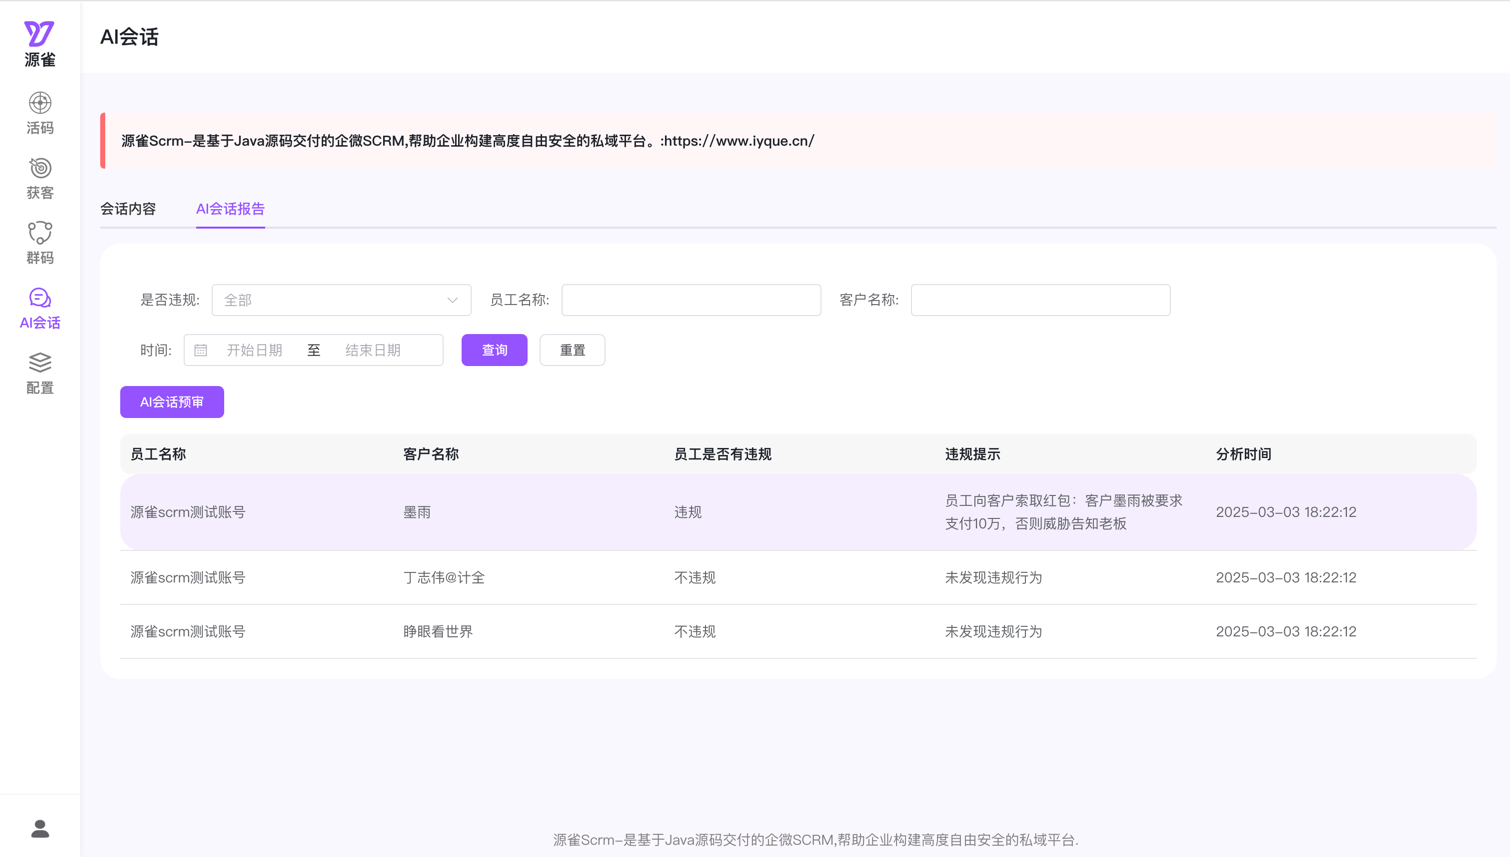 源雀
活码
获客
群码
AI会话
配置
AI会话
源雀Scrm-是基于Java源码交付的企微SCRM,帮助企业构建高度自由安全的私域平台。:https://www.iyque.cn/
会话内容 AI会话报告
是否违规: 全部 员工名称: 客户名称:
时间: 开始日期 至 结束日期 查询 重置
AI会话预审
员工名称 客户名称 员工是否有违规 违规提示 分析时间
源雀scrm测试账号 墨雨 违规 员工向客户索取红包：客户墨雨被要求
支付10万，否则威胁告知老板 2025-03-03 18:22:12
源雀scrm测试账号 丁志伟@计全 不违规 未发现违规行为 2025-03-03 18:22:12
源雀scrm测试账号 睁眼看世界 不违规 未发现违规行为 2025-03-03 18:22:12
源雀Scrm-是基于Java源码交付的企微SCRM,帮助企业构建高度自由安全的私域平台.